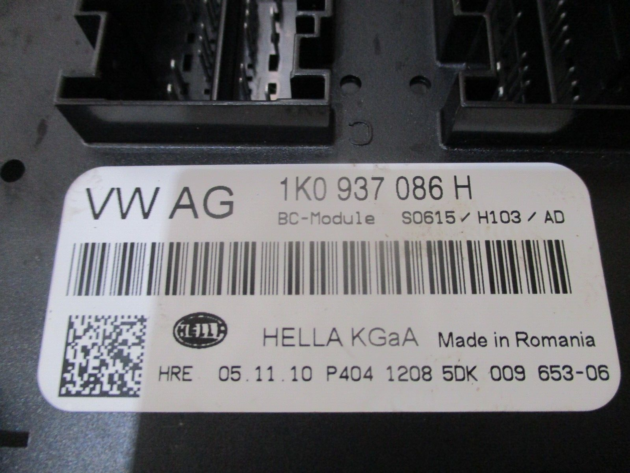 VW AG 1K0 937 086 H
BC-Module S0615/H103/AD
HELLA HELLA KGaA Made in Romania
HRE 05.11.10 P404 1208 5DK 009 653-06